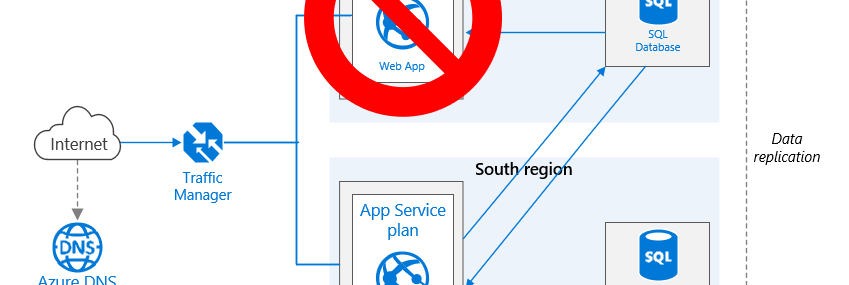 SQL
SQL
Database
Web App
Internet
Traffic
Manager
Data
replication
South region
App Service
plan
DNS
Azure DNS
SQL